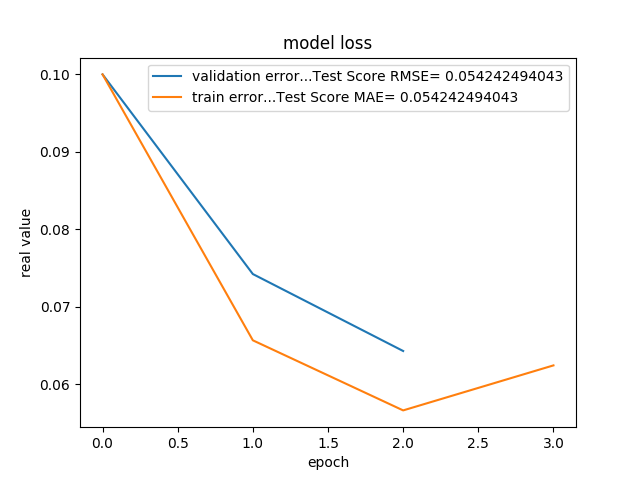 model loss
validation error...Test Score RMSE= 0.054242494043
train error...Test Score MAE= 0.054242494043
0.10
0.09
0.08
0.07
0.06
real value
0.0 0.5 1.0 1.5 2.0 2.5 3.0
epoch